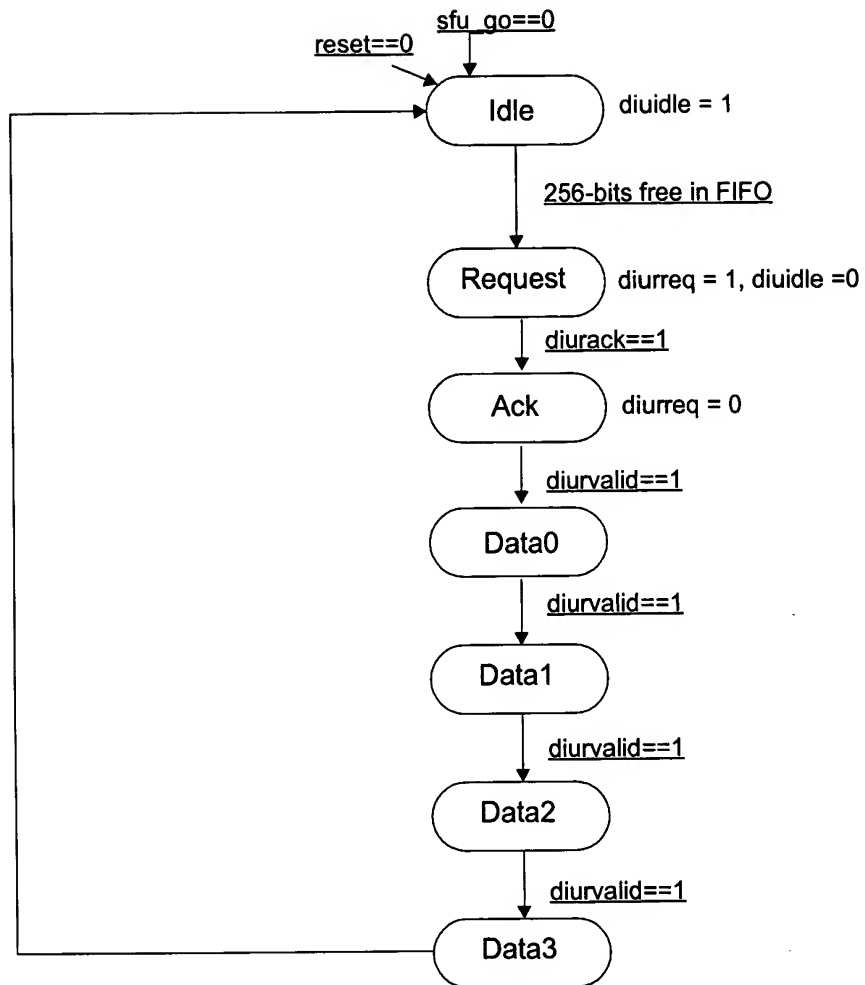 sfu_go==0
reset==0
Idle
diuidle = 1
256-bits free in FIFO
Request
diurreq = 1, diuidle =0
diurack==1
Ack
diurreq = 0
diurvalid==1
Data0
diurvalid==1
Data1
diurvalid==1
Data2
diurvalid==1
Data3